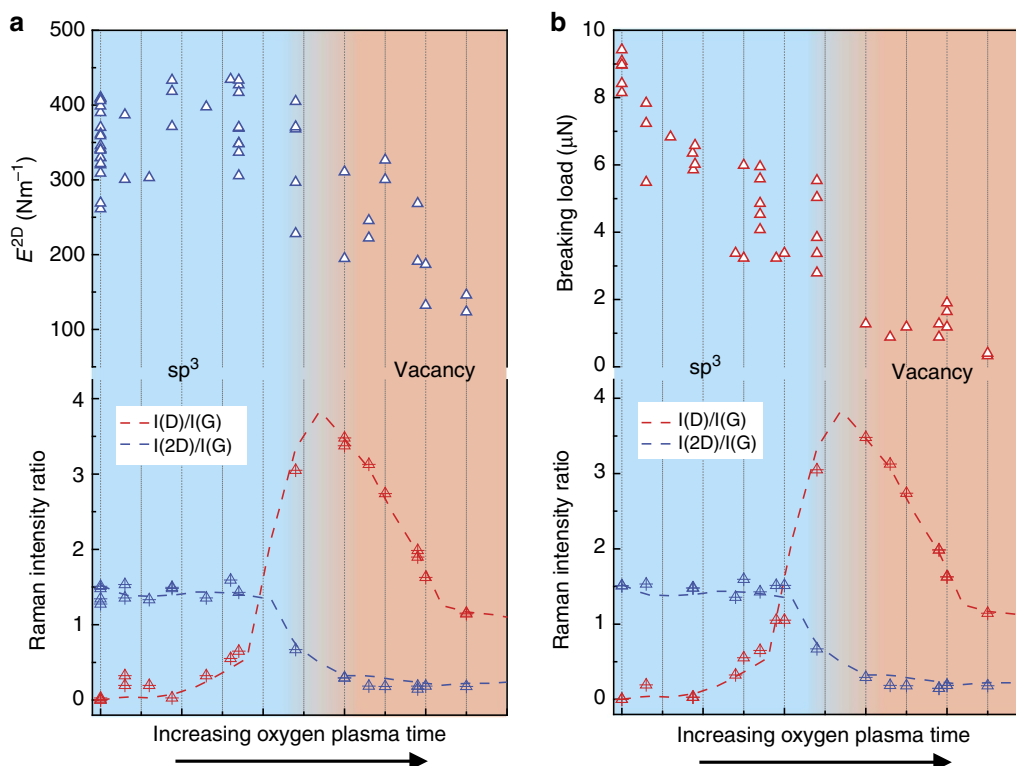 a
500
400
300
200
100
E²ᴰ (Nm⁻¹)
sp³
Vacancy
4
3
2
1
0
Raman intensity ratio
I(D)/I(G)
I(2D)/I(G)
Increasing oxygen plasma time
b
10
8
6
4
2
0
Breaking load (μN)
sp³
Vacancy
4
3
2
1
0
Raman intensity ratio
I(D)/I(G)
I(2D)/I(G)
Increasing oxygen plasma time